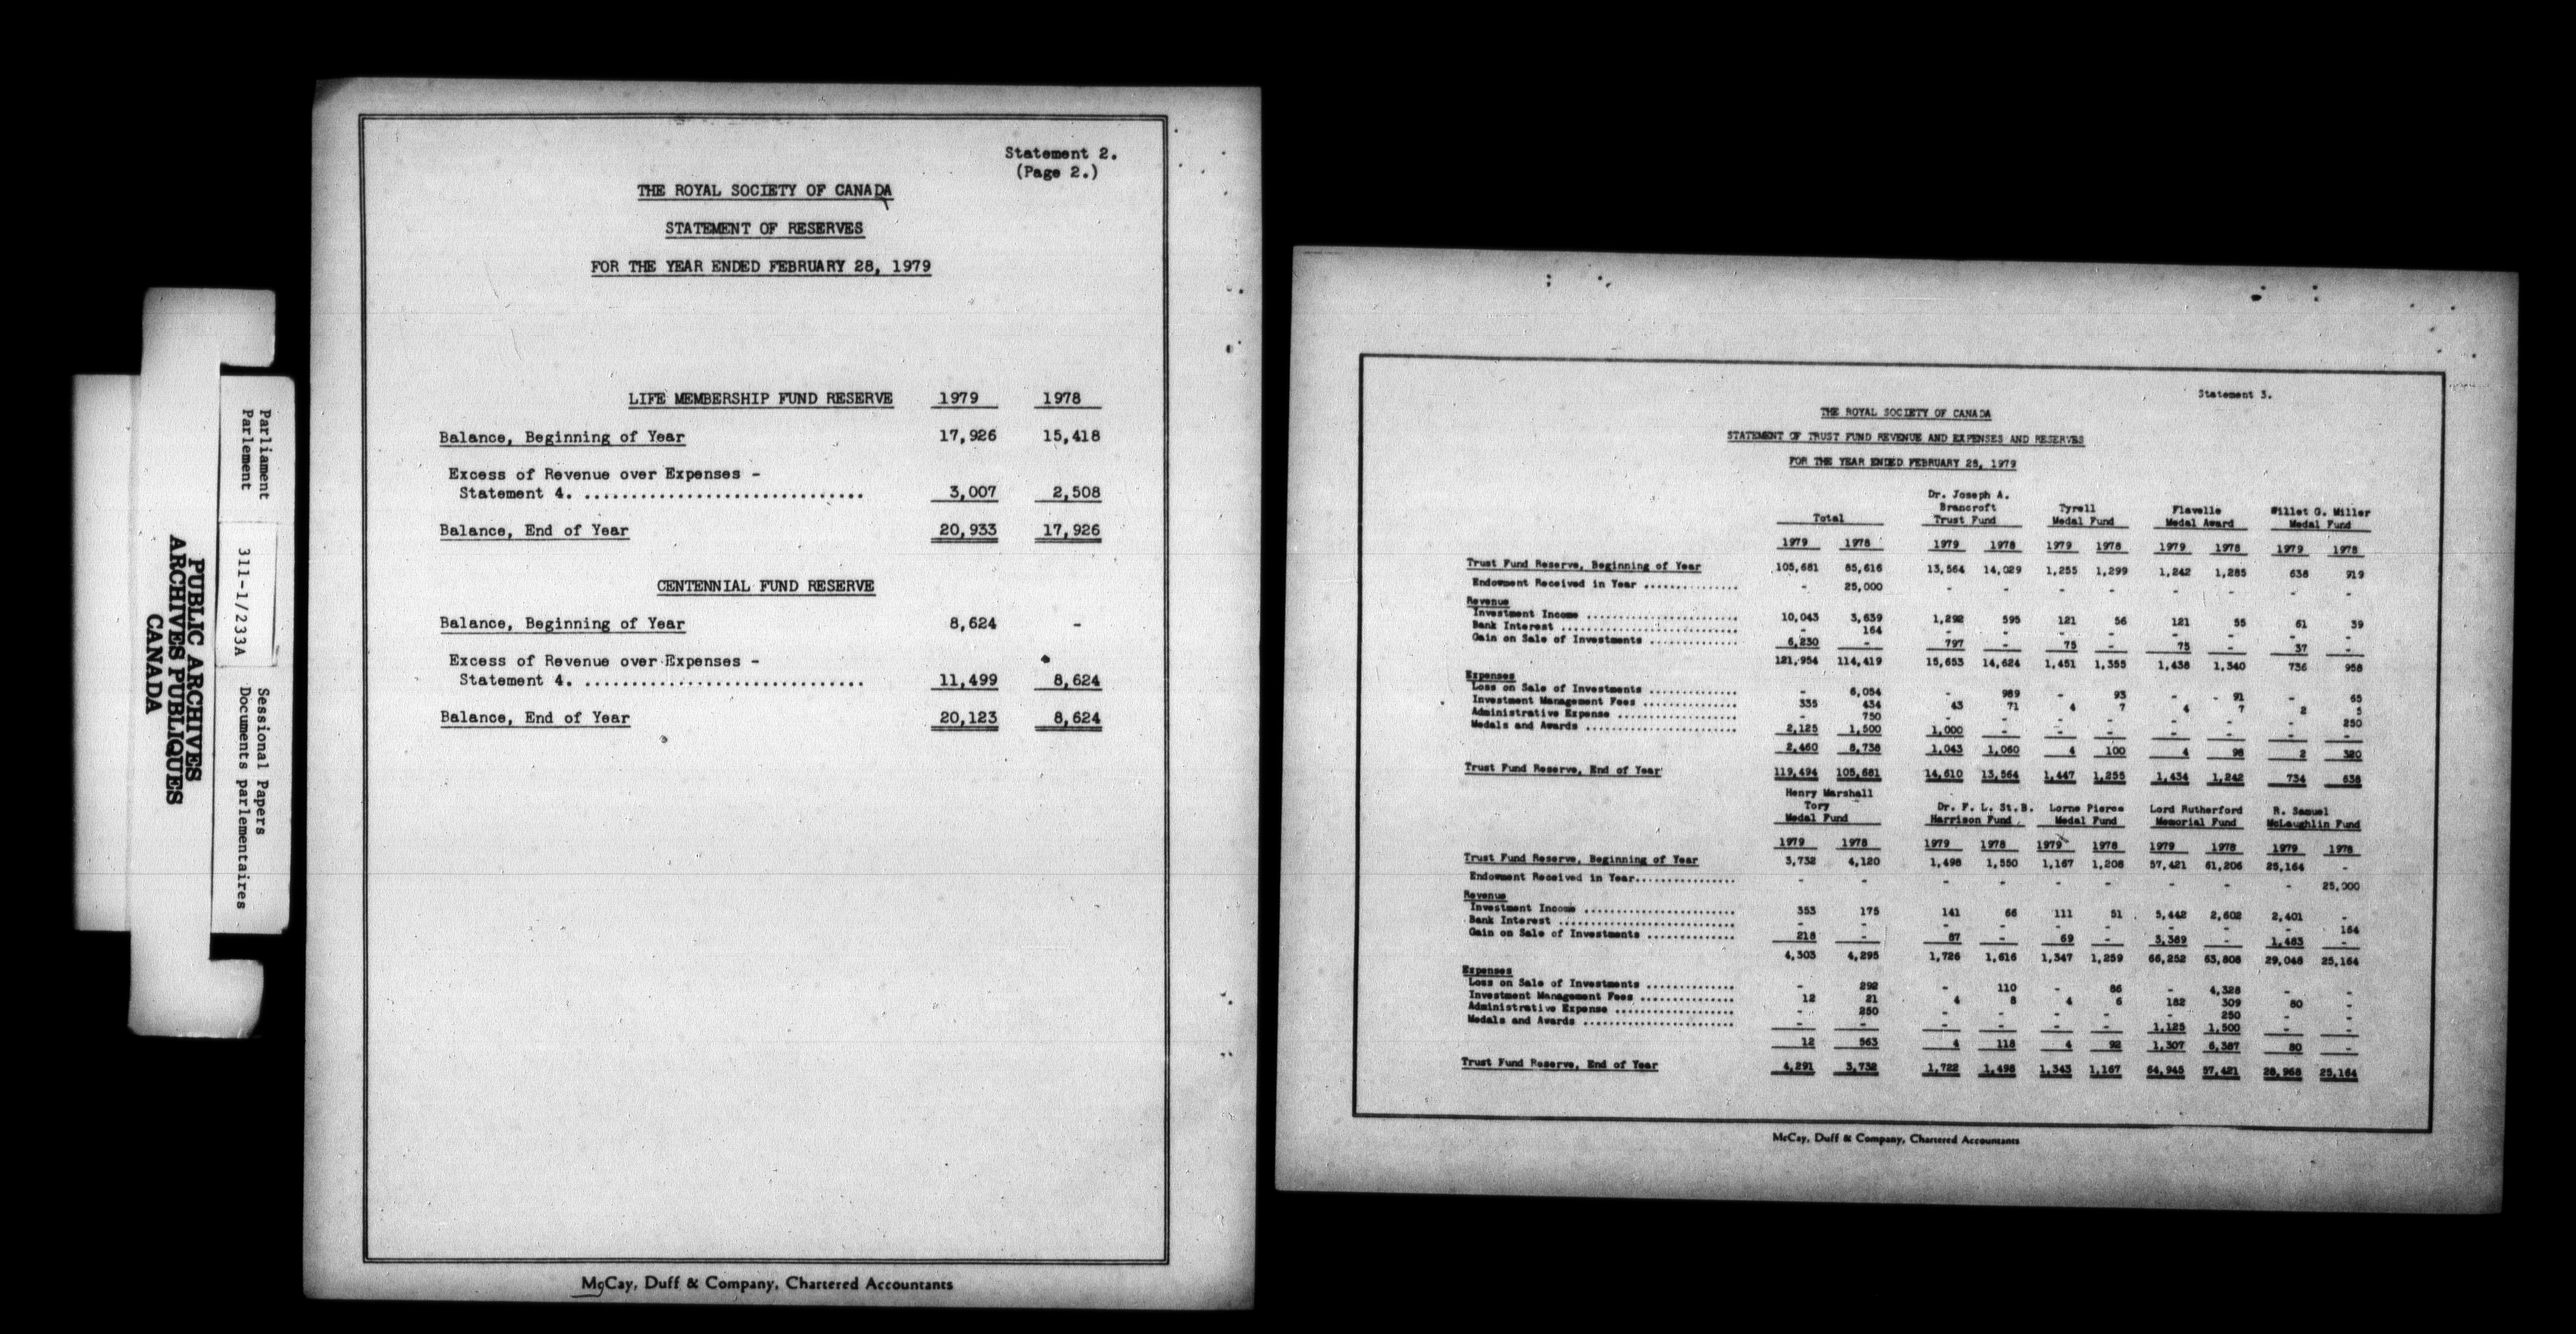 Parliament
Parlement
311-1/233A
Sessional Papers
Documents parlementaires
PUBLIC ARCHIVES
ARCHIVES PUBLIQUES
CANADA
Statement 2.
(Page 2.)
THE ROYAL SOCIETY OF CANADA
STATEMENT OF RESERVES
FOR THE YEAR ENDED FEBRUARY 28, 1979
LIFE MEMBERSHIP FUND RESERVE 1979 1978
Balance, Beginning of Year 17,926 15,418
Excess of Revenue over Expenses -
Statement 4. ............................. 3,007 2,508
Balance, End of Year 20,933 17,926
CENTENNIAL FUND RESERVE
Balance, Beginning of Year 8,624 -
Excess of Revenue over Expenses -
Statement 4. ............................. 11,499 8,624
Balance, End of Year 20,123 8,624
McCay, Duff & Company, Chartered Accountants
Statement 3.
THE ROYAL SOCIETY OF CANADA
STATEMENT OF TRUST FUND REVENUE AND EXPENSES AND RESERVES
FOR THE YEAR ENDED FEBRUARY 28, 1979
Dr. Joseph A.
Brancroft Tyrell Flavelle Willet G. Miller
Total Trust Fund Medal Fund Medal Award Medal Fund
1979 1978 1979 1978 1979 1978 1979 1978 1979 1978
Trust Fund Reserve, Beginning of Year 105,681 85,616 13,564 14,029 1,255 1,299 1,242 1,285 638 919
Endowment Received in Year .............. - 25,000 - - - - - - - -
Revenue
Investment Income ....................... 10,043 3,639 1,292 595 121 56 121 55 61 39
Bank Interest ........................... - 164 - - - - - - - -
Gain on Sale of Investments ............. 6,230 - 797 - 75 - 75 - 37 -
121,954 114,419 15,653 14,624 1,451 1,355 1,438 1,340 736 958
Expenses
Loss on Sale of Investments ............. - 6,054 - 989 - 93 - 91 - 65
Investment Management Fees .............. 335 434 43 71 4 7 4 7 2 5
Administrative Expense .................. - 750 - - - - - - - 250
Medals and Awards ....................... 2,125 1,500 1,000 - - - - - - -
2,460 8,738 1,043 1,060 4 100 4 98 2 320
Trust Fund Reserve, End of Year 119,494 105,681 14,610 13,564 1,447 1,255 1,434 1,242 734 638
Henry Marshall
Tory Dr. F. L. St.B. Lorne Pierce Lord Rutherford R. Samuel
Medal Fund Harrison Fund Medal Fund Memorial Fund McLaughlin Fund
1979 1978 1979 1978 1979 1978 1979 1978 1979 1978
Trust Fund Reserve, Beginning of Year 3,732 4,120 1,498 1,550 1,167 1,208 57,421 61,206 25,164 -
Endowment Received in Year............... - - - - - - - - - 25,000
Revenue
Investment Income ....................... 353 175 141 66 111 51 5,442 2,602 2,401 -
Bank Interest ........................... - - - - - - - - - 164
Gain on Sale of Investments ............. 218 - 87 - 69 - 3,389 - 1,483 -
4,303 4,295 1,726 1,616 1,347 1,259 66,252 63,808 29,048 25,164
Expenses
Loss on Sale of Investments ............. - 292 - 110 - 86 - 4,328 - -
Investment Management Fees .............. 12 21 4 8 4 6 182 309 80 -
Administrative Expense .................. - 250 - - - - - 250 - -
Medals and Awards ....................... - - - - - - 1,125 1,500 - -
12 563 4 118 4 92 1,307 6,387 80 -
Trust Fund Reserve, End of Year 4,291 3,732 1,722 1,498 1,343 1,167 64,945 57,421 28,968 25,164
McCay, Duff & Company, Chartered Accountants